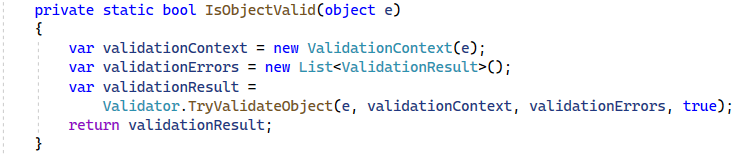 private static bool IsObjectValid(object e)
{
    var validationContext = new ValidationContext(e);
    var validationErrors = new List<ValidationResult>();
    var validationResult =
        Validator.TryValidateObject(e, validationContext, validationErrors, true);
    return validationResult;
}